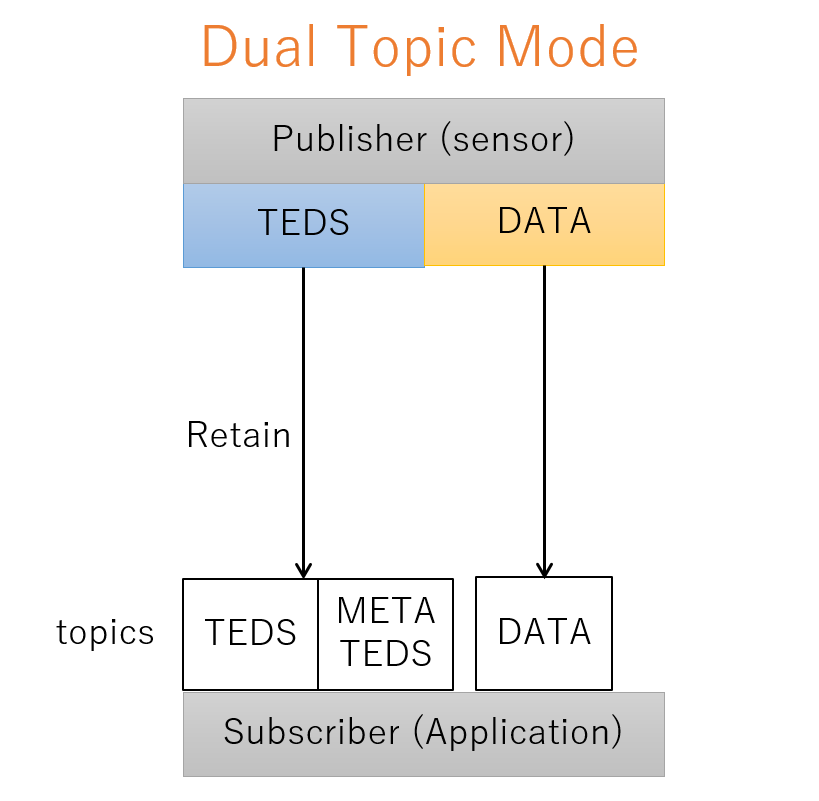 Dual Topic Mode
Publisher (sensor)
TEDS
DATA
Retain
topics
TEDS
META
TEDS
DATA
Subscriber (Application)